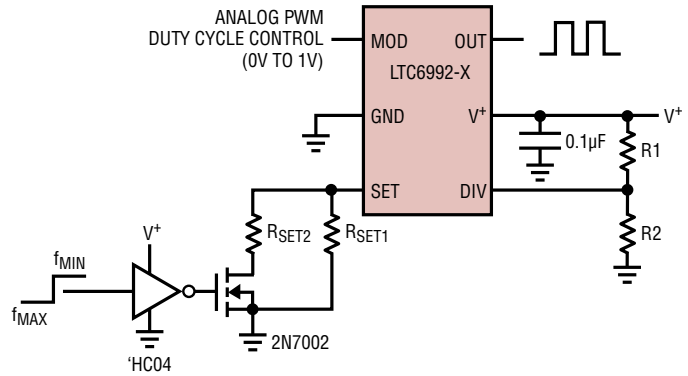 ANALOG PWM
DUTY CYCLE CONTROL
(0V TO 1V)
MOD
OUT
LTC6992-X
GND
V+
V+
0.1µF
R1
SET
DIV
R2
RSET2
RSET1
V+
fMIN
fMAX
2N7002
'HC04